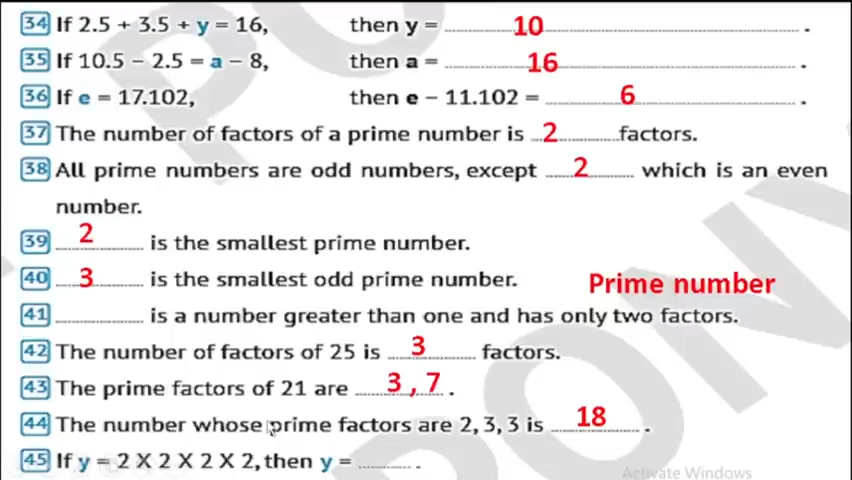 34 If 2.5 + 3.5 + y = 16, then y = 10 .
35 If 10.5 − 2.5 = a − 8, then a = 16 .
36 If e = 17.102, then e − 11.102 = 6 .
37 The number of factors of a prime number is 2 factors.
38 All prime numbers are odd numbers, except 2 which is an even
number.
39 2 is the smallest prime number.
40 3 is the smallest odd prime number.
Prime number
41 ______ is a number greater than one and has only two factors.
42 The number of factors of 25 is 3 factors.
43 The prime factors of 21 are 3 , 7 .
44 The number whose prime factors are 2, 3, 3 is 18 .
45 If y = 2 X 2 X 2 X 2, then y = ______ .
Activate Windows